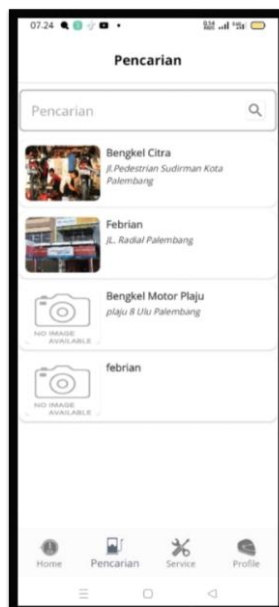 07.24
Pencarian
Pencarian
Bengkel Citra
Jl.Pedestrian Sudirman Kota
Palembang
Febrian
JL. Radial Palembang
Bengkel Motor Plaju
plaju 8 Ulu Palembang
NO IMAGE
AVAILABLE
febrian
NO IMAGE
AVAILABLE
Home
Pencarian
Service
Profile